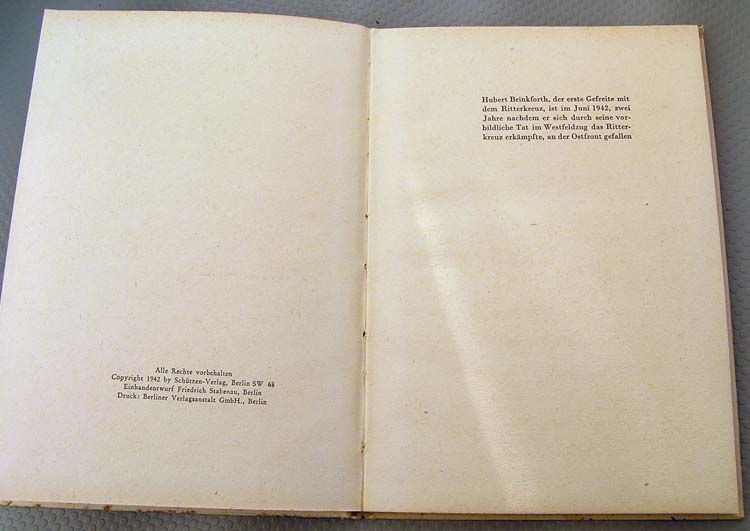 Alle Rechte vorbehalten
Copyright 1942 by Schützen-Verlag, Berlin SW 68
Einbandentwurf Friedrich Stabenau, Berlin
Druck: Berliner Verlagsanstalt GmbH., Berlin
Hubert Brinkforth, der erste Gefreite mit
dem Ritterkreuz, ist im Juni 1942, zwei
Jahre nachdem er sich durch seine vor-
bildliche Tat im Westfeldzug das Ritter-
kreuz erkämpfte, an der Ostfront gefallen